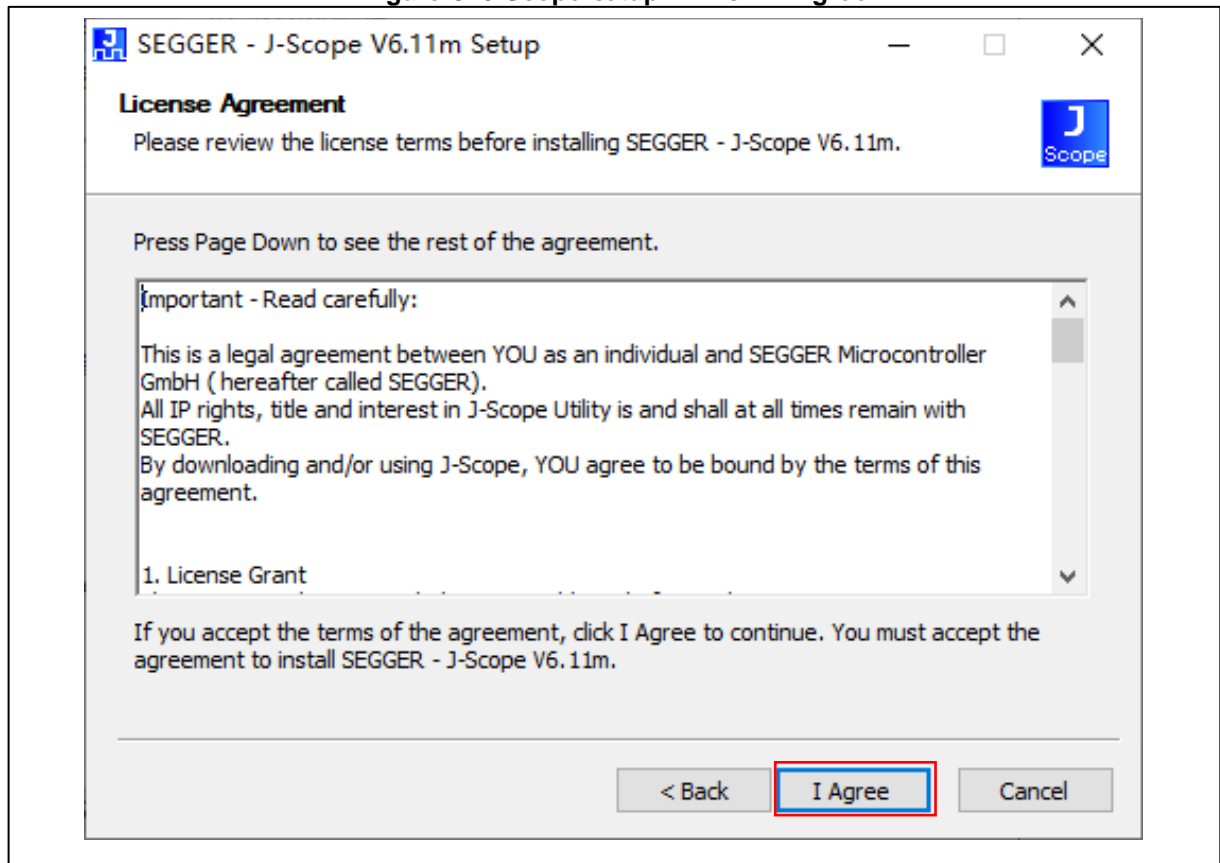 SEGGER - J-Scope V6.11m Setup
License Agreement
Please review the license terms before installing SEGGER - J-Scope V6.11m.
J
Scope
Press Page Down to see the rest of the agreement.
Important - Read carefully:
This is a legal agreement between YOU as an individual and SEGGER Microcontroller
GmbH ( hereafter called SEGGER).
All IP rights, title and interest in J-Scope Utility is and shall at all times remain with
SEGGER.
By downloading and/or using J-Scope, YOU agree to be bound by the terms of this
agreement.
1. License Grant
If you accept the terms of the agreement, click I Agree to continue. You must accept the
agreement to install SEGGER - J-Scope V6.11m.
< Back
I Agree
Cancel